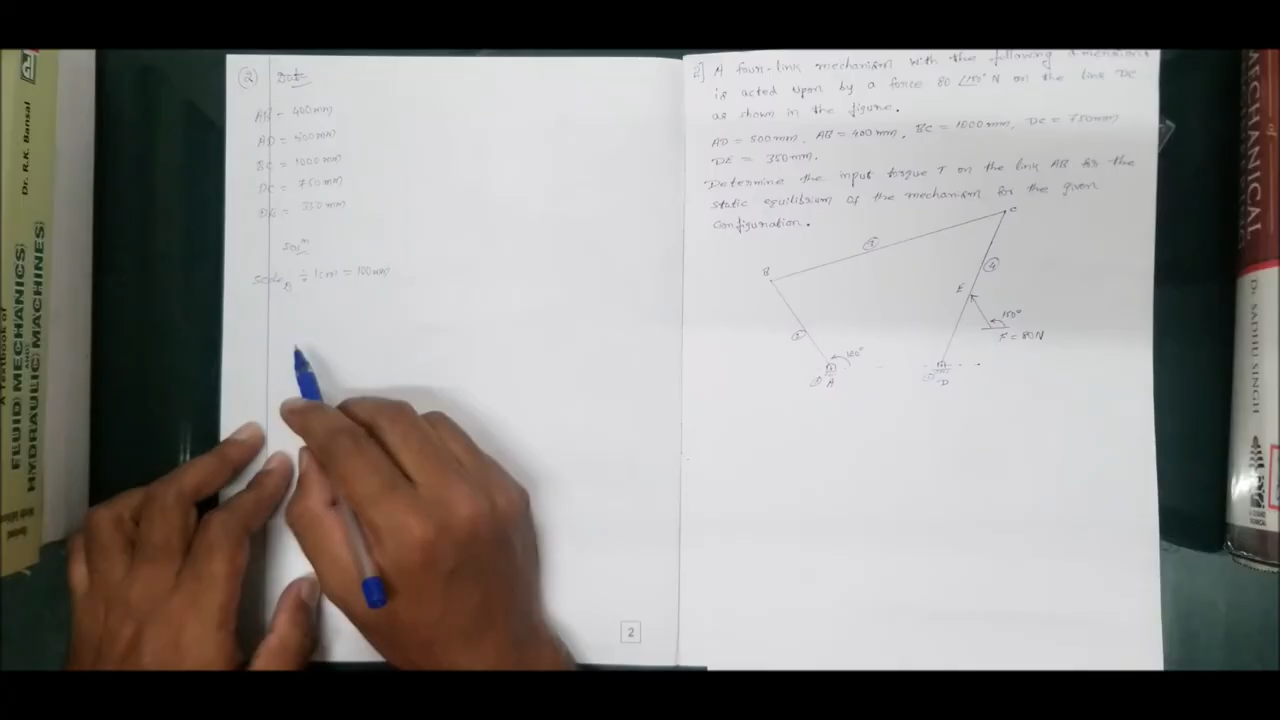 A Textbook of
FLUID MECHANICS
AND
HYDRAULIC MACHINES
Dr. R.K. Bansal
② Data
AB = 400mm
AD = 500mm
BC = 1000mm
DC = 750mm
DE = 350mm
Solⁿ
Scale ÷ 1cm = 100mm
2
2] A four-link mechanism with the following dimensions
is acted upon by a force 80 ∠150° N on the link DC
as shown in the figure.
AD = 500mm, AB = 400mm, BC = 1000mm, DC = 750mm
DE = 350mm.
Determine the input torque T on the link AB for the
static equilibrium of the mechanism for the given
configuration.
C
③
B
④
E
150°
F = 80N
②
120°
A
D
of
Dr. SADHU SINGH